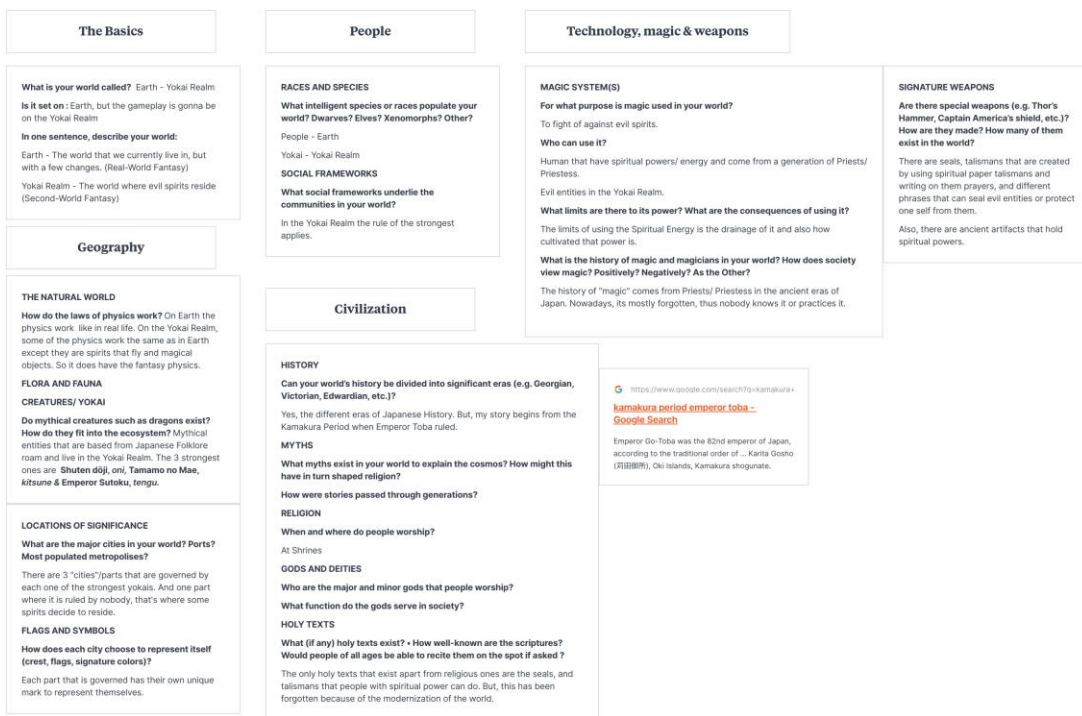 The Basics
What is your world called? Earth - Yokai Realm
Is it set on : Earth, but the gameplay is gonna be
on the Yokai Realm
In one sentence, describe your world:
Earth - The world that we currently live in, but
with a few changes. (Real-World Fantasy)
Yokai Realm - The world where evil spirits reside
(Second-World Fantasy)
Geography
THE NATURAL WORLD
How do the laws of physics work? On Earth the
physics work like in real life. On the Yokai Realm,
some of the physics work the same as in Earth
except they are spirits that fly and magical
objects. So it does have the fantasy physics.
FLORA AND FAUNA
CREATURES/ YOKAI
Do mythical creatures such as dragons exist?
How do they fit into the ecosystem? Mythical
entities that are based from Japanese Folklore
roam and live in the Yokai Realm. The 3 strongest
ones are Shuten dōji, oni, Tamamo no Mae,
kitsune & Emperor Sutoku, tengu.
LOCATIONS OF SIGNIFICANCE
What are the major cities in your world? Ports?
Most populated metropolises?
There are 3 "cities"/parts that are governed by
each one of the strongest yokais. And one part
where it is ruled by nobody, that's where some
spirits decide to reside.
FLAGS AND SYMBOLS
How does each city choose to represent itself
(crest, flags, signature colors)?
Each part that is governed has their own unique
mark to represent themselves.
People
RACES AND SPECIES
What intelligent species or races populate your
world? Dwarves? Elves? Xenomorphs? Other?
People - Earth
Yokai - Yokai Realm
SOCIAL FRAMEWORKS
What social frameworks underlie the
communities in your world?
In the Yokai Realm the rule of the strongest
applies.
Civilization
HISTORY
Can your world's history be divided into significant eras (e.g. Georgian,
Victorian, Edwardian, etc.)?
Yes, the different eras of Japanese History. But, my story begins from the
Kamakura Period when Emperor Toba ruled.
MYTHS
What myths exist in your world to explain the cosmos? How might this
have in turn shaped religion?
How were stories passed through generations?
RELIGION
When and where do people worship?
At Shrines
GODS AND DEITIES
Who are the major and minor gods that people worship?
What function do the gods serve in society?
HOLY TEXTS
What (if any) holy texts exist? • How well-known are the scriptures?
Would people of all ages be able to recite them on the spot if asked ?
The only holy texts that exist apart from religious ones are the seals, and
talismans that people with spiritual power can do. But, this has been
forgotten because of the modernization of the world.
Technology, magic & weapons
MAGIC SYSTEM(S)
For what purpose is magic used in your world?
To fight of against evil spirits.
Who can use it?
Human that have spiritual powers/ energy and come from a generation of Priests/
Priestess.
Evil entities in the Yokai Realm.
What limits are there to its power? What are the consequences of using it?
The limits of using the Spiritual Energy is the drainage of it and also how
cultivated that power is.
What is the history of magic and magicians in your world? How does society
view magic? Positively? Negatively? As the Other?
The history of "magic" comes from Priests/ Priestess in the ancient eras of
Japan. Nowadays, its mostly forgotten, thus nobody knows it or practices it.
SIGNATURE WEAPONS
Are there special weapons (e.g. Thor's
Hammer, Captain America's shield, etc.)?
How are they made? How many of them
exist in the world?
There are seals, talismans that are created
by using spiritual paper talismans and
writing on them prayers, and different
phrases that can seal evil entities or protect
one self from them.
Also, there are ancient artifacts that hold
spiritual powers.
https://www.google.com/search?q=kamakura+
kamakura period emperor toba -
Google Search
Emperor Go-Toba was the 82nd emperor of Japan,
according to the traditional order of ... Karita Gosho
(苅田御所), Oki Islands, Kamakura shogunate.